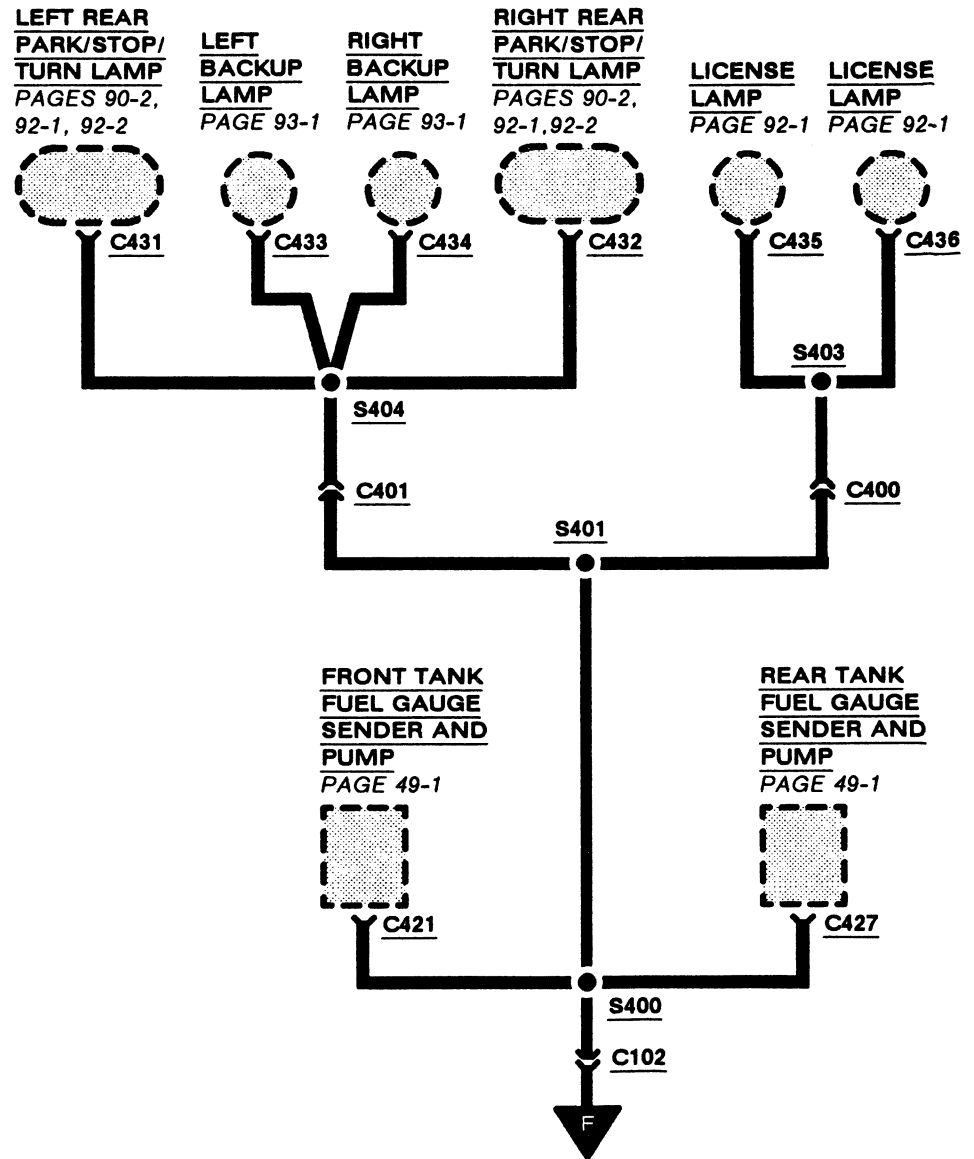 LEFT REAR
PARK/STOP/
TURN LAMP
PAGES 90-2,
92-1, 92-2
LEFT
BACKUP
LAMP
PAGE 93-1
RIGHT
BACKUP
LAMP
PAGE 93-1
RIGHT REAR
PARK/STOP/
TURN LAMP
PAGES 90-2,
92-1,92-2
LICENSE
LAMP
PAGE 92-1
LICENSE
LAMP
PAGE 92-1
C431
C433
C434
C432
C435
C436
S403
S404
C401
C400
S401
FRONT TANK
FUEL GAUGE
SENDER AND
PUMP
PAGE 49-1
REAR TANK
FUEL GAUGE
SENDER AND
PUMP
PAGE 49-1
C421
C427
S400
C102
F